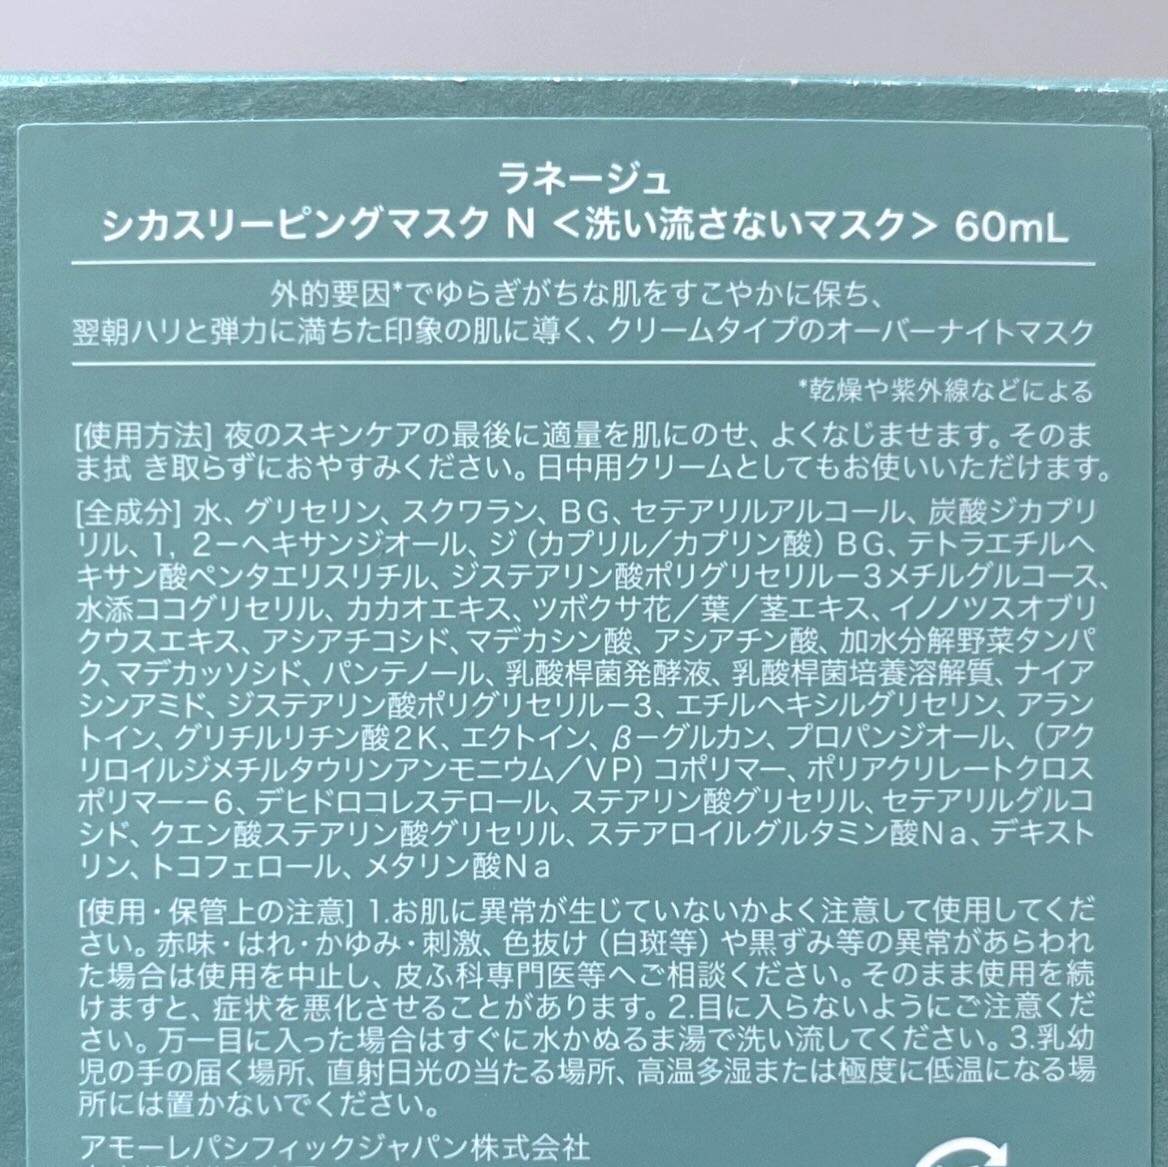 ラネージュ
シカスリーピングマスク N ＜洗い流さないマスク＞ 60mL
外的要因*でゆらぎがちな肌をすこやかに保ち、
翌朝ハリと弾力に満ちた印象の肌に導く、クリームタイプのオーバーナイトマスク
*乾燥や紫外線などによる
[使用方法] 夜のスキンケアの最後に適量を肌にのせ、よくなじませます。そのま
ま拭 き取らずにおやすみください。日中用クリームとしてもお使いいただけます。
[全成分] 水、グリセリン、スクワラン、ＢＧ、セテアリルアルコール、炭酸ジカプリ
リル、１，２－ヘキサンジオール、ジ（カプリル／カプリン酸）ＢＧ、テトラエチルヘ
キサン酸ペンタエリスリチル、ジステアリン酸ポリグリセリル－３メチルグルコース、
水添ココグリセリル、カカオエキス、ツボクサ花／葉／茎エキス、イノノツスオブリ
クウスエキス、アシアチコシド、マデカシン酸、アシアチン酸、加水分解野菜タンパ
ク、マデカッソシド、パンテノール、乳酸桿菌発酵液、乳酸桿菌培養溶解質、ナイア
シンアミド、ジステアリン酸ポリグリセリル－３、エチルヘキシルグリセリン、アラン
トイン、グリチルリチン酸２Ｋ、エクトイン、β－グルカン、プロパンジオール、（アク
リロイルジメチルタウリンアンモニウム／ＶＰ）コポリマー、ポリアクリレートクロス
ポリマー－６、デヒドロコレステロール、ステアリン酸グリセリル、セテアリルグルコ
シド、クエン酸ステアリン酸グリセリル、ステアロイルグルタミン酸Ｎａ、デキスト
リン、トコフェロール、メタリン酸Ｎａ
[使用・保管上の注意] 1.お肌に異常が生じていないかよく注意して使用してくだ
さい。赤味・はれ・かゆみ・刺激、色抜け（白斑等）や黒ずみ等の異常があらわれ
た場合は使用を中止し、皮ふ科専門医等へご相談ください。そのまま使用を続
けますと、症状を悪化させることがあります。2.目に入らないようにご注意くだ
さい。万一目に入った場合はすぐに水かぬるま湯で洗い流してください。3.乳幼
児の手の届く場所、直射日光の当たる場所、高温多湿または極度に低温になる場
所には置かないでください。
アモーレパシフィックジャパン株式会社